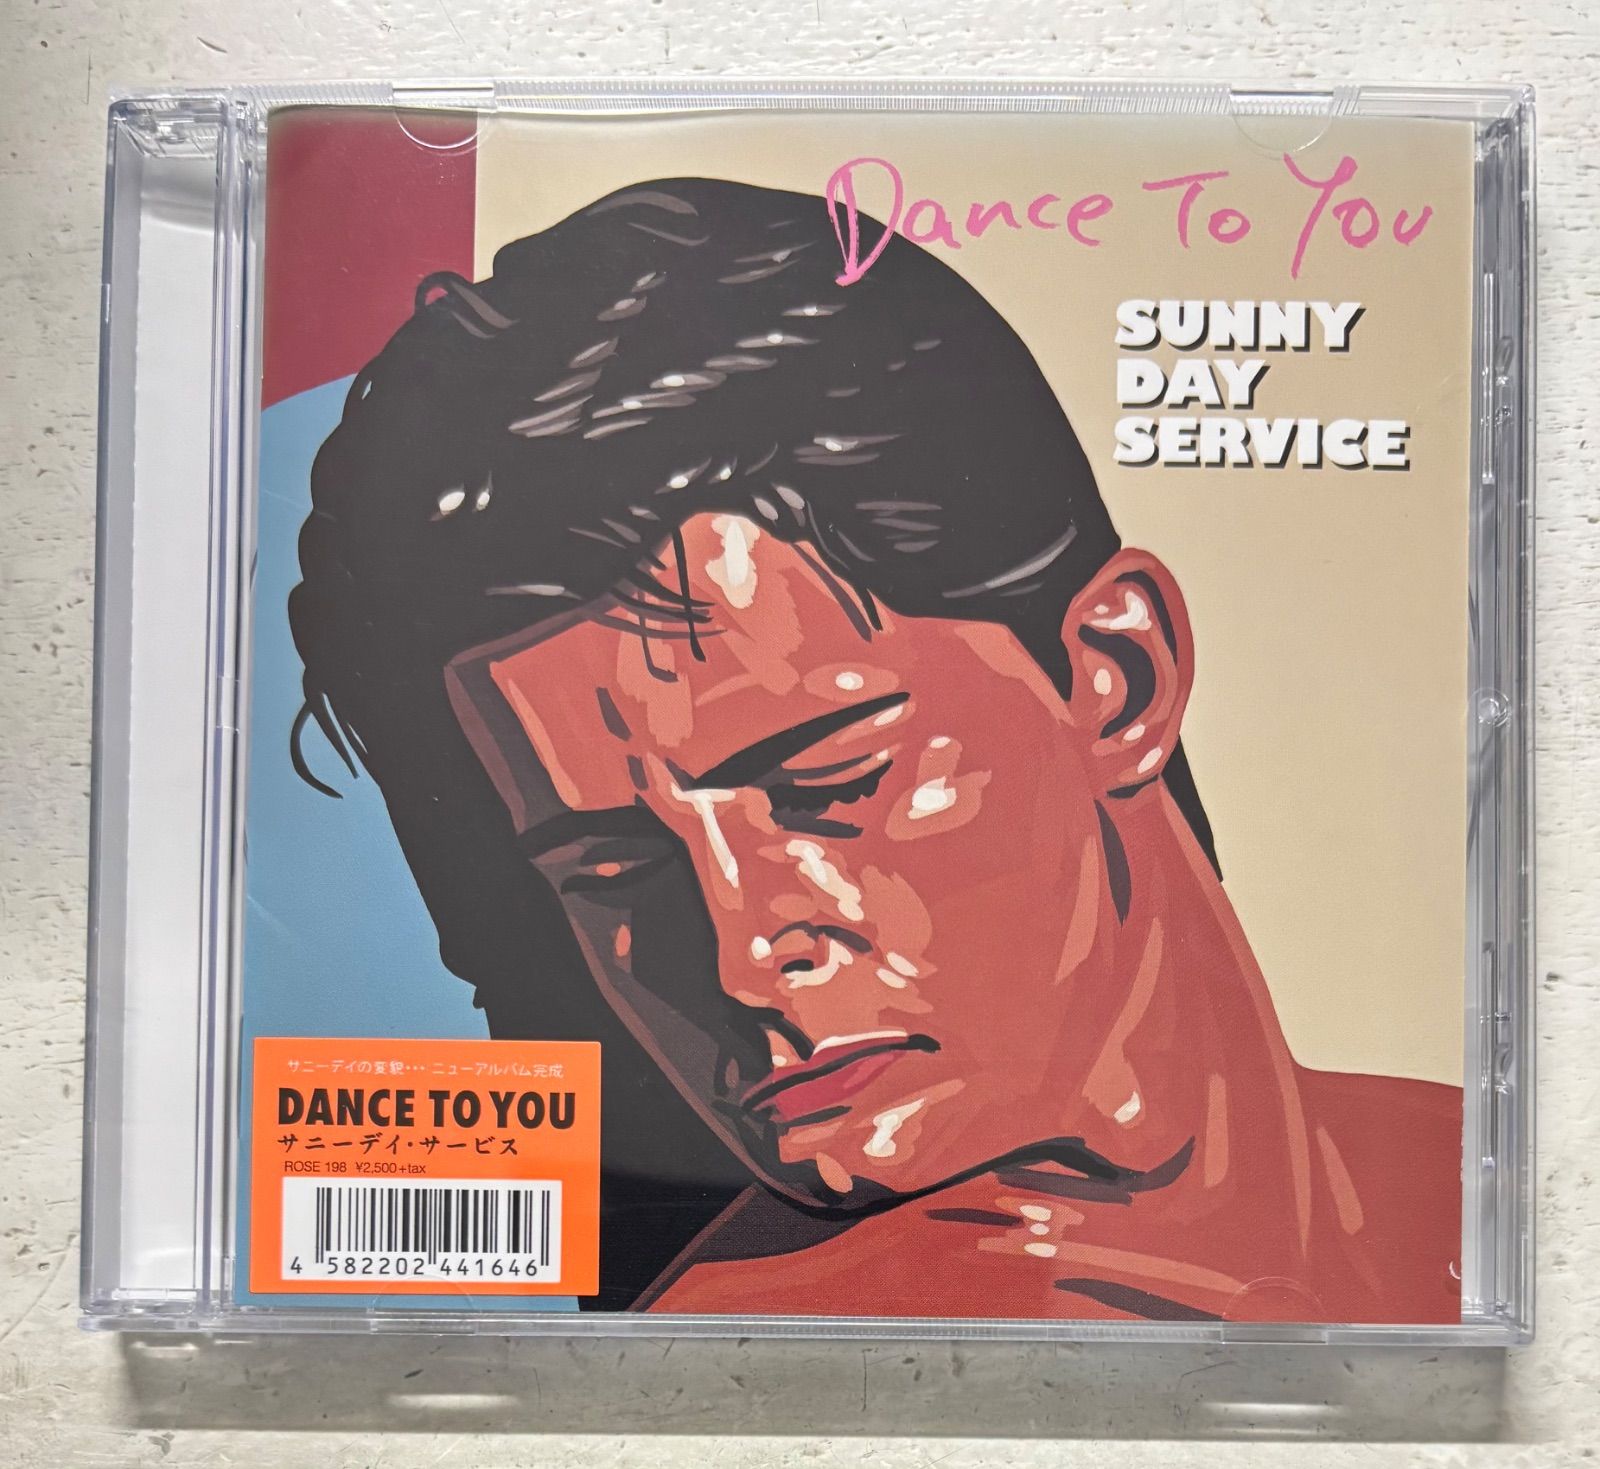 Dance To You
SUNNY
DAY
SERVICE
サニーデイの変貌… ニューアルバム完成
DANCE TO YOU
サニーデイ・サービス
ROSE 198 ¥2,500+tax
4 582202 441646